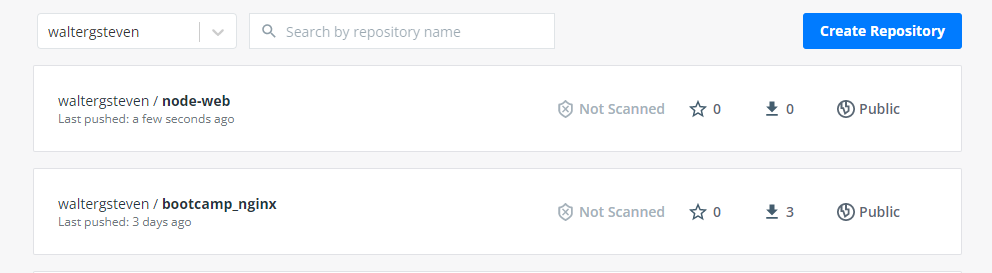 waltergsteven Search by repository name Create Repository
waltergsteven / node-web
Last pushed: a few seconds ago
Not Scanned 0 0 Public
waltergsteven / bootcamp_nginx
Last pushed: 3 days ago
Not Scanned 0 3 Public